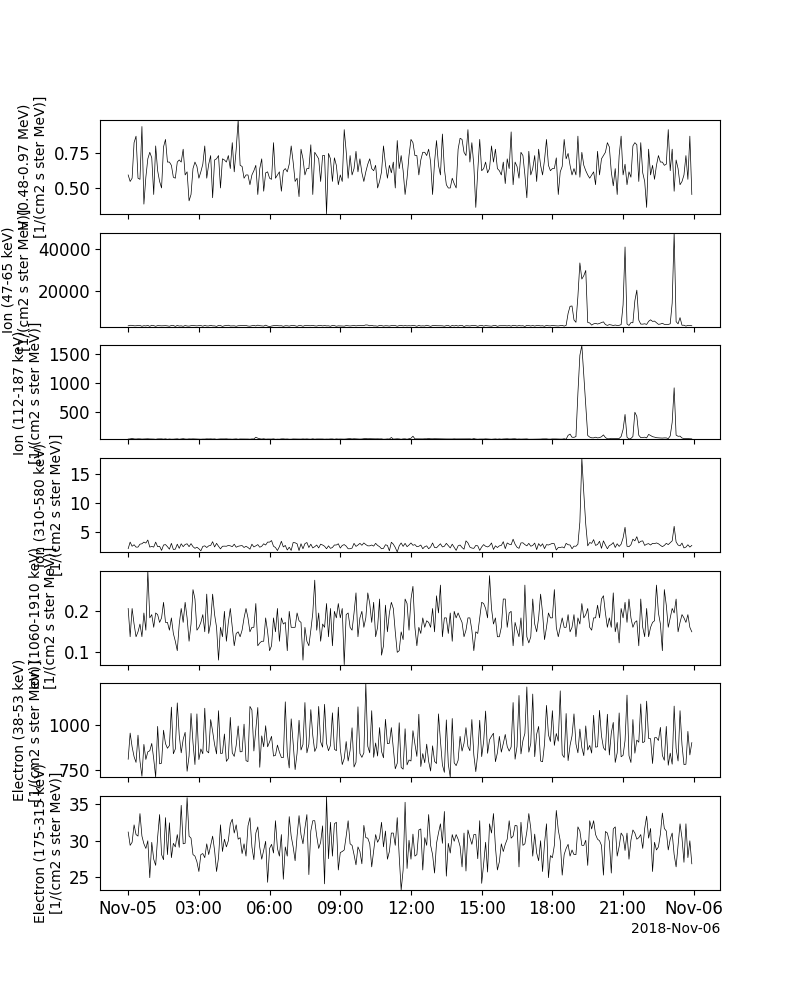 H [0.48-0.97 MeV)
[1/(cm2 s ster MeV)]
0.75
0.50
Ion (47-65 keV)
[1/(cm2 s ster MeV)]
40000
20000
Ion (112-187 keV)
[1/(cm2 s ster MeV)]
1500
1000
500
Ion (310-580 keV)
[1/(cm2 s ster MeV)]
15
10
5
Ion (1060-1910 keV)
[1/(cm2 s ster MeV)]
0.2
0.1
Electron (38-53 keV)
[1/(cm2 s ster MeV)]
1000
750
Electron (175-315 keV)
[1/(cm2 s ster MeV)]
35
30
25
Nov-05 03:00 06:00 09:00 12:00 15:00 18:00 21:00 Nov-06
2018-Nov-06